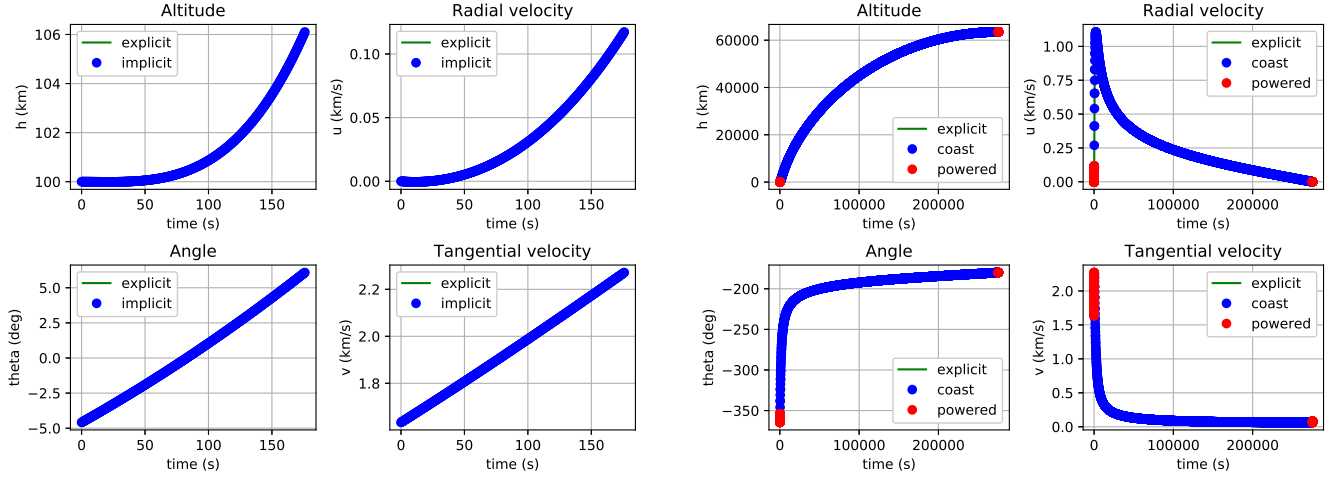 Altitude
h (km)
106
104
102
100
0
50
100
150
time (s)
explicit
implicit
Radial velocity
u (km/s)
0.10
0.05
0.00
0
50
100
150
time (s)
explicit
implicit
Altitude
h (km)
60000
40000
20000
0
0
100000
200000
time (s)
explicit
coast
powered
Radial velocity
u (km/s)
1.00
0.75
0.50
0.25
0.00
0
100000
200000
time (s)
explicit
coast
powered
Angle
theta (deg)
5.0
2.5
0.0
−2.5
−5.0
0
50
100
150
time (s)
explicit
implicit
Tangential velocity
v (km/s)
2.2
2.0
1.8
0
50
100
150
time (s)
explicit
implicit
Angle
theta (deg)
−200
−250
−300
−350
0
100000
200000
time (s)
explicit
coast
powered
Tangential velocity
v (km/s)
2.0
1.5
1.0
0.5
0.0
0
100000
200000
time (s)
explicit
coast
powered